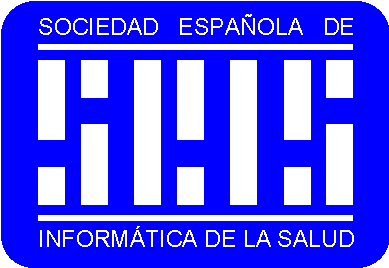 SOCIEDAD ESPAÑOLA DE
INFORMÁTICA DE LA SALUD